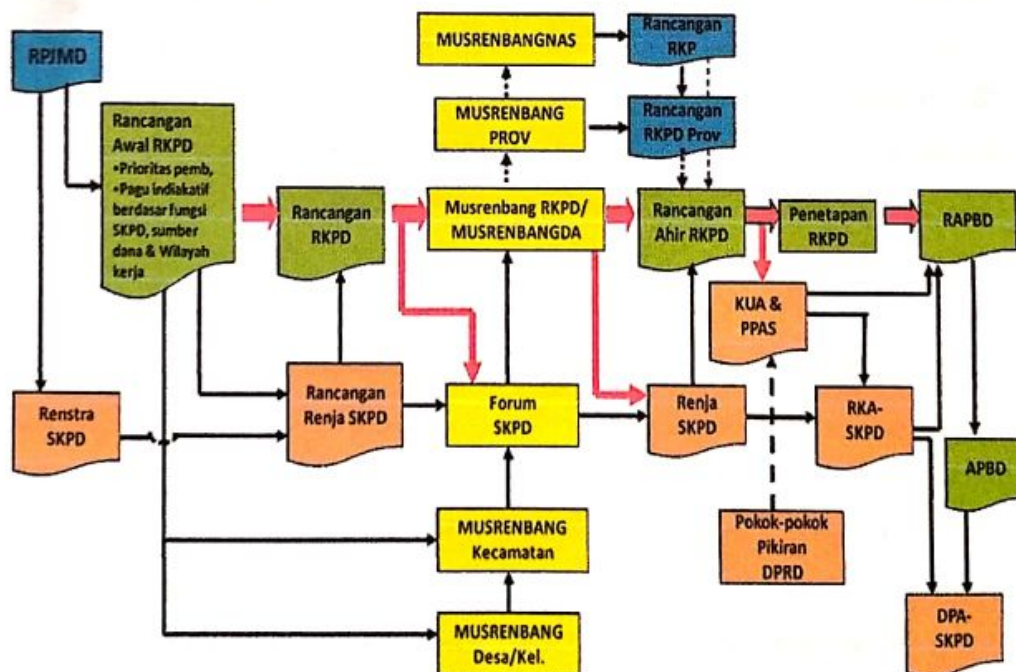 MUSRENBANGNAS
Rancangan
RKP
RPJMD
MUSRENBANG
PROV
Rancangan
RKPD Prov
Rancangan
Awal RKPD
•Prioritas pemb,
•Pagu indiakatif
berdasar fungsi
SKPD, sumber
dana & Wilayah
kerja
Rancangan
RKPD
Musrenbang RKPD/
MUSRENBANGDA
Rancangan
Ahir RKPD
Penetapan
RKPD
RAPBD
KUA &
PPAS
Renstra
SKPD
Rancangan
Renja SKPD
Forum
SKPD
Renja
SKPD
RKA-
SKPD
APBD
MUSRENBANG
Kecamatan
Pokok-pokok
Pikiran
DPRD
MUSRENBANG
Desa/Kel.
DPA-
SKPD